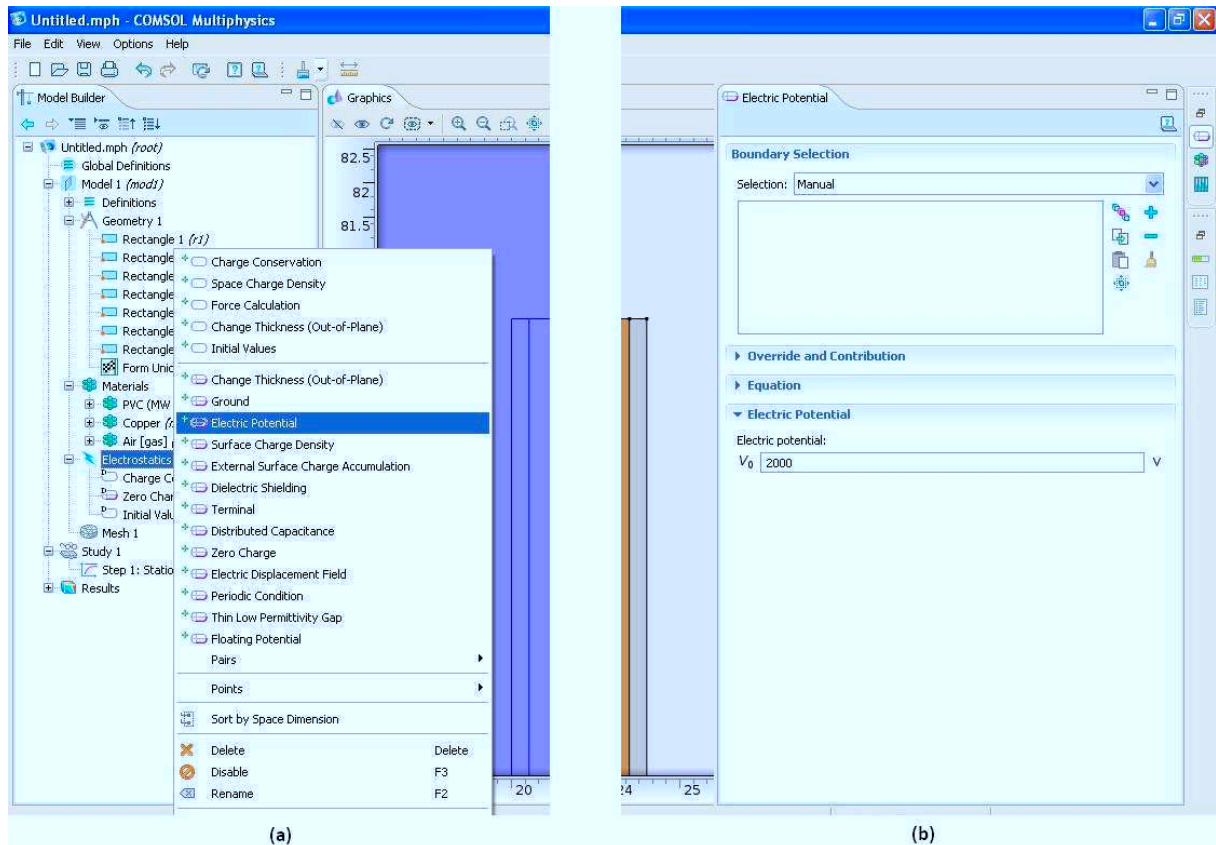 Untitled.mph - COMSOL Multiphysics
File Edit View Options Help
Model Builder
Untitled.mph (root)
Global Definitions
Model 1 (mod1)
Definitions
Geometry 1
Rectangle 1 (r1)
Rectangle
Rectangle
Rectangle
Rectangle
Rectangle
Rectangle
Form Unio
Materials
PVC (MW
Copper
Air [gas]
Electrostatics
Charge C
Zero Char
Initial Valu
Mesh 1
Study 1
Step 1: Statio
Results
Charge Conservation
Space Charge Density
Force Calculation
Change Thickness (Out-of-Plane)
Initial Values
Change Thickness (Out-of-Plane)
Ground
Electric Potential
Surface Charge Density
External Surface Charge Accumulation
Dielectric Shielding
Terminal
Distributed Capacitance
Zero Charge
Electric Displacement Field
Periodic Condition
Thin Low Permittivity Gap
Floating Potential
Pairs
Points
Sort by Space Dimension
Delete Delete
Disable F3
Rename F2
Graphics
82.5
82
81.5
20
24 25
Electric Potential
Boundary Selection
Selection: Manual
Override and Contribution
Equation
Electric Potential
Electric potential:
V0 2000 V
(a)
(b)